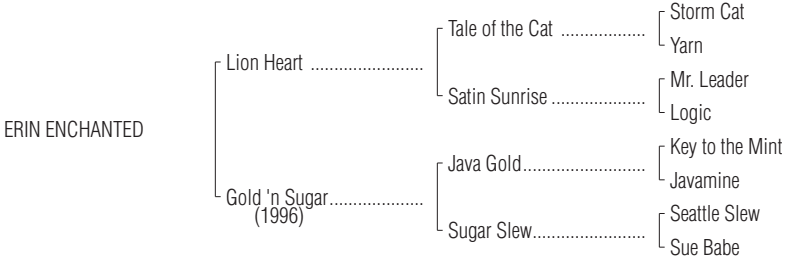 Storm Cat
Tale of the Cat ..................
Yarn
Lion Heart ........................
Mr. Leader
Satin Sunrise ....................
Logic
ERIN ENCHANTED
Key to the Mint
Java Gold..........................
Javamine
Gold 'n Sugar....................
(1996)
Seattle Slew
Sugar Slew........................
Sue Babe